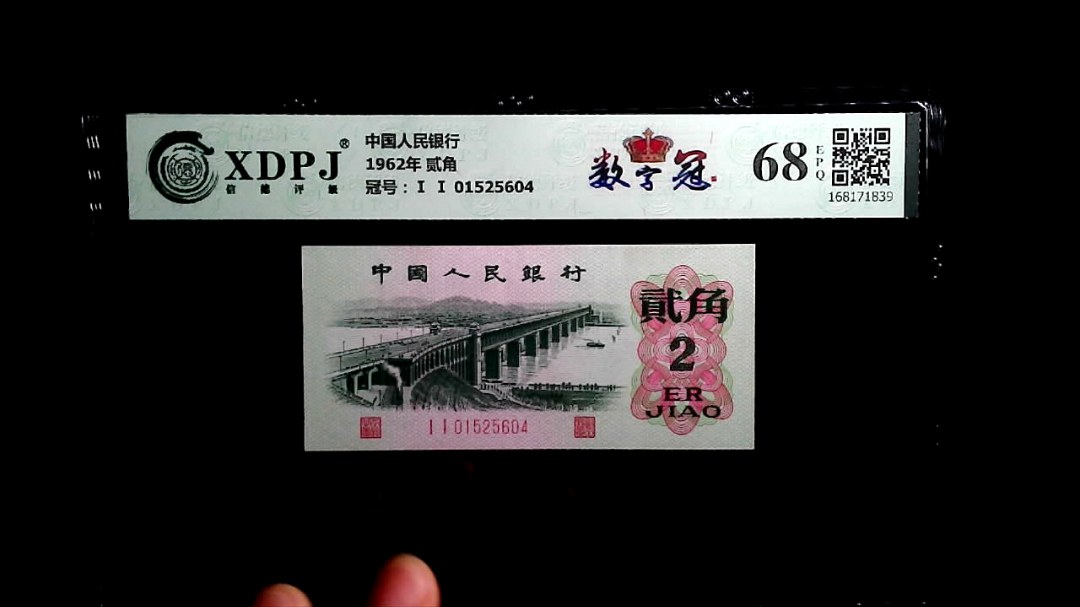 XDPJ®
信德评级
中国人民银行
1962年 贰角
冠号：I I 01525604
数字冠
68
EPQ
168171839
中國人民銀行
貳角
2
ER
JIAO
I I 01525604